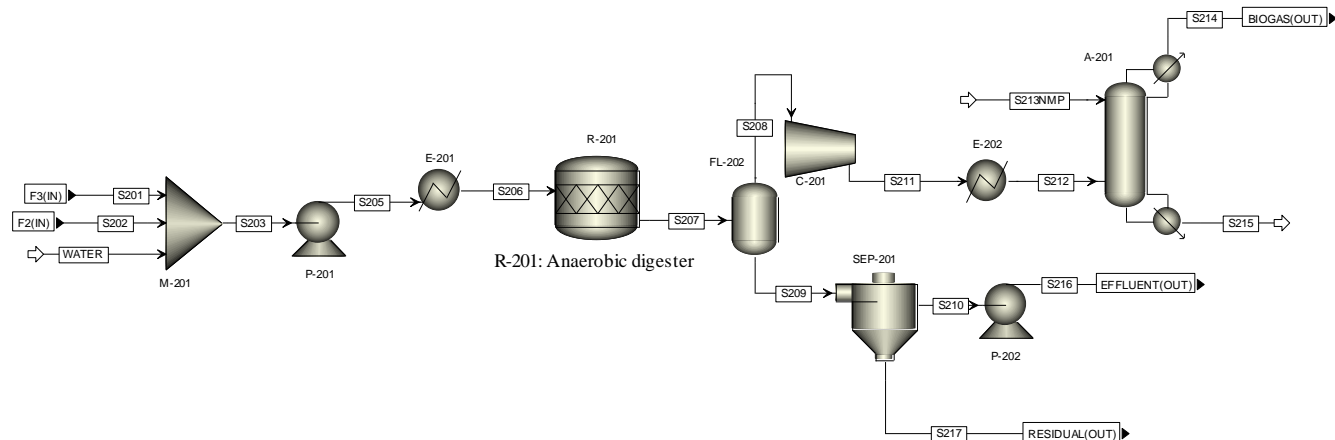 S214
BIOGAS(OUT)
A-201
S213NMP
S208
R-201
E-201
FL-202
C-201
E-202
F3(IN)
S201
S206
S211
S212
S205
F2(IN)
S202
S203
S207
S215
WATER
P-201
R-201: Anaerobic digester
M-201
SEP-201
S209
S210
S216
EFFLUENT(OUT)
P-202
S217
RESIDUAL(OUT)